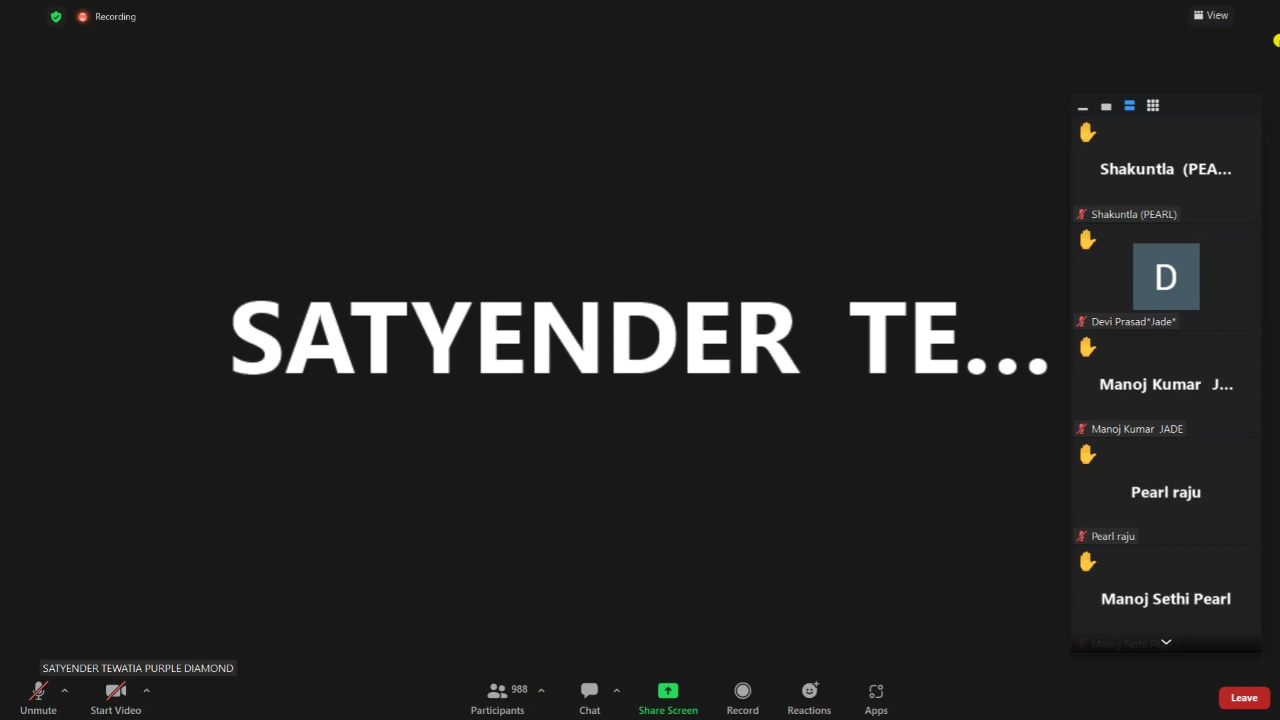 Recording
View
Shakuntla (PEA...
Shakuntla (PEARL)
D
Devi Prasad*Jade*
Manoj Kumar J...
Manoj Kumar JADE
Pearl raju
Pearl raju
Manoj Sethi Pearl
SATYENDER TE...
SATYENDER TEWATIA PURPLE DIAMOND
Unmute
Start Video
988
Participants
Chat
Share Screen
Record
Reactions
Apps
Leave